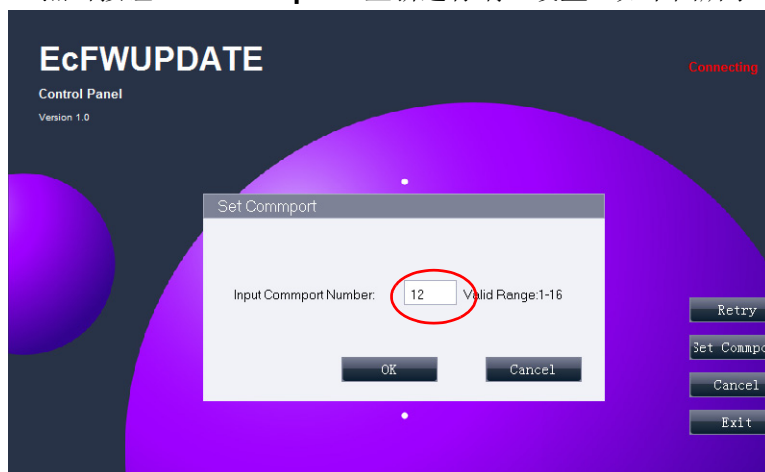 EcFWUPDATE
Control Panel
Version 1.0
Connecting
Set Commport
Input Commport Number: 12 Valid Range:1-16
OK Cancel
Retry
Set Commpo
Cancel
Exit